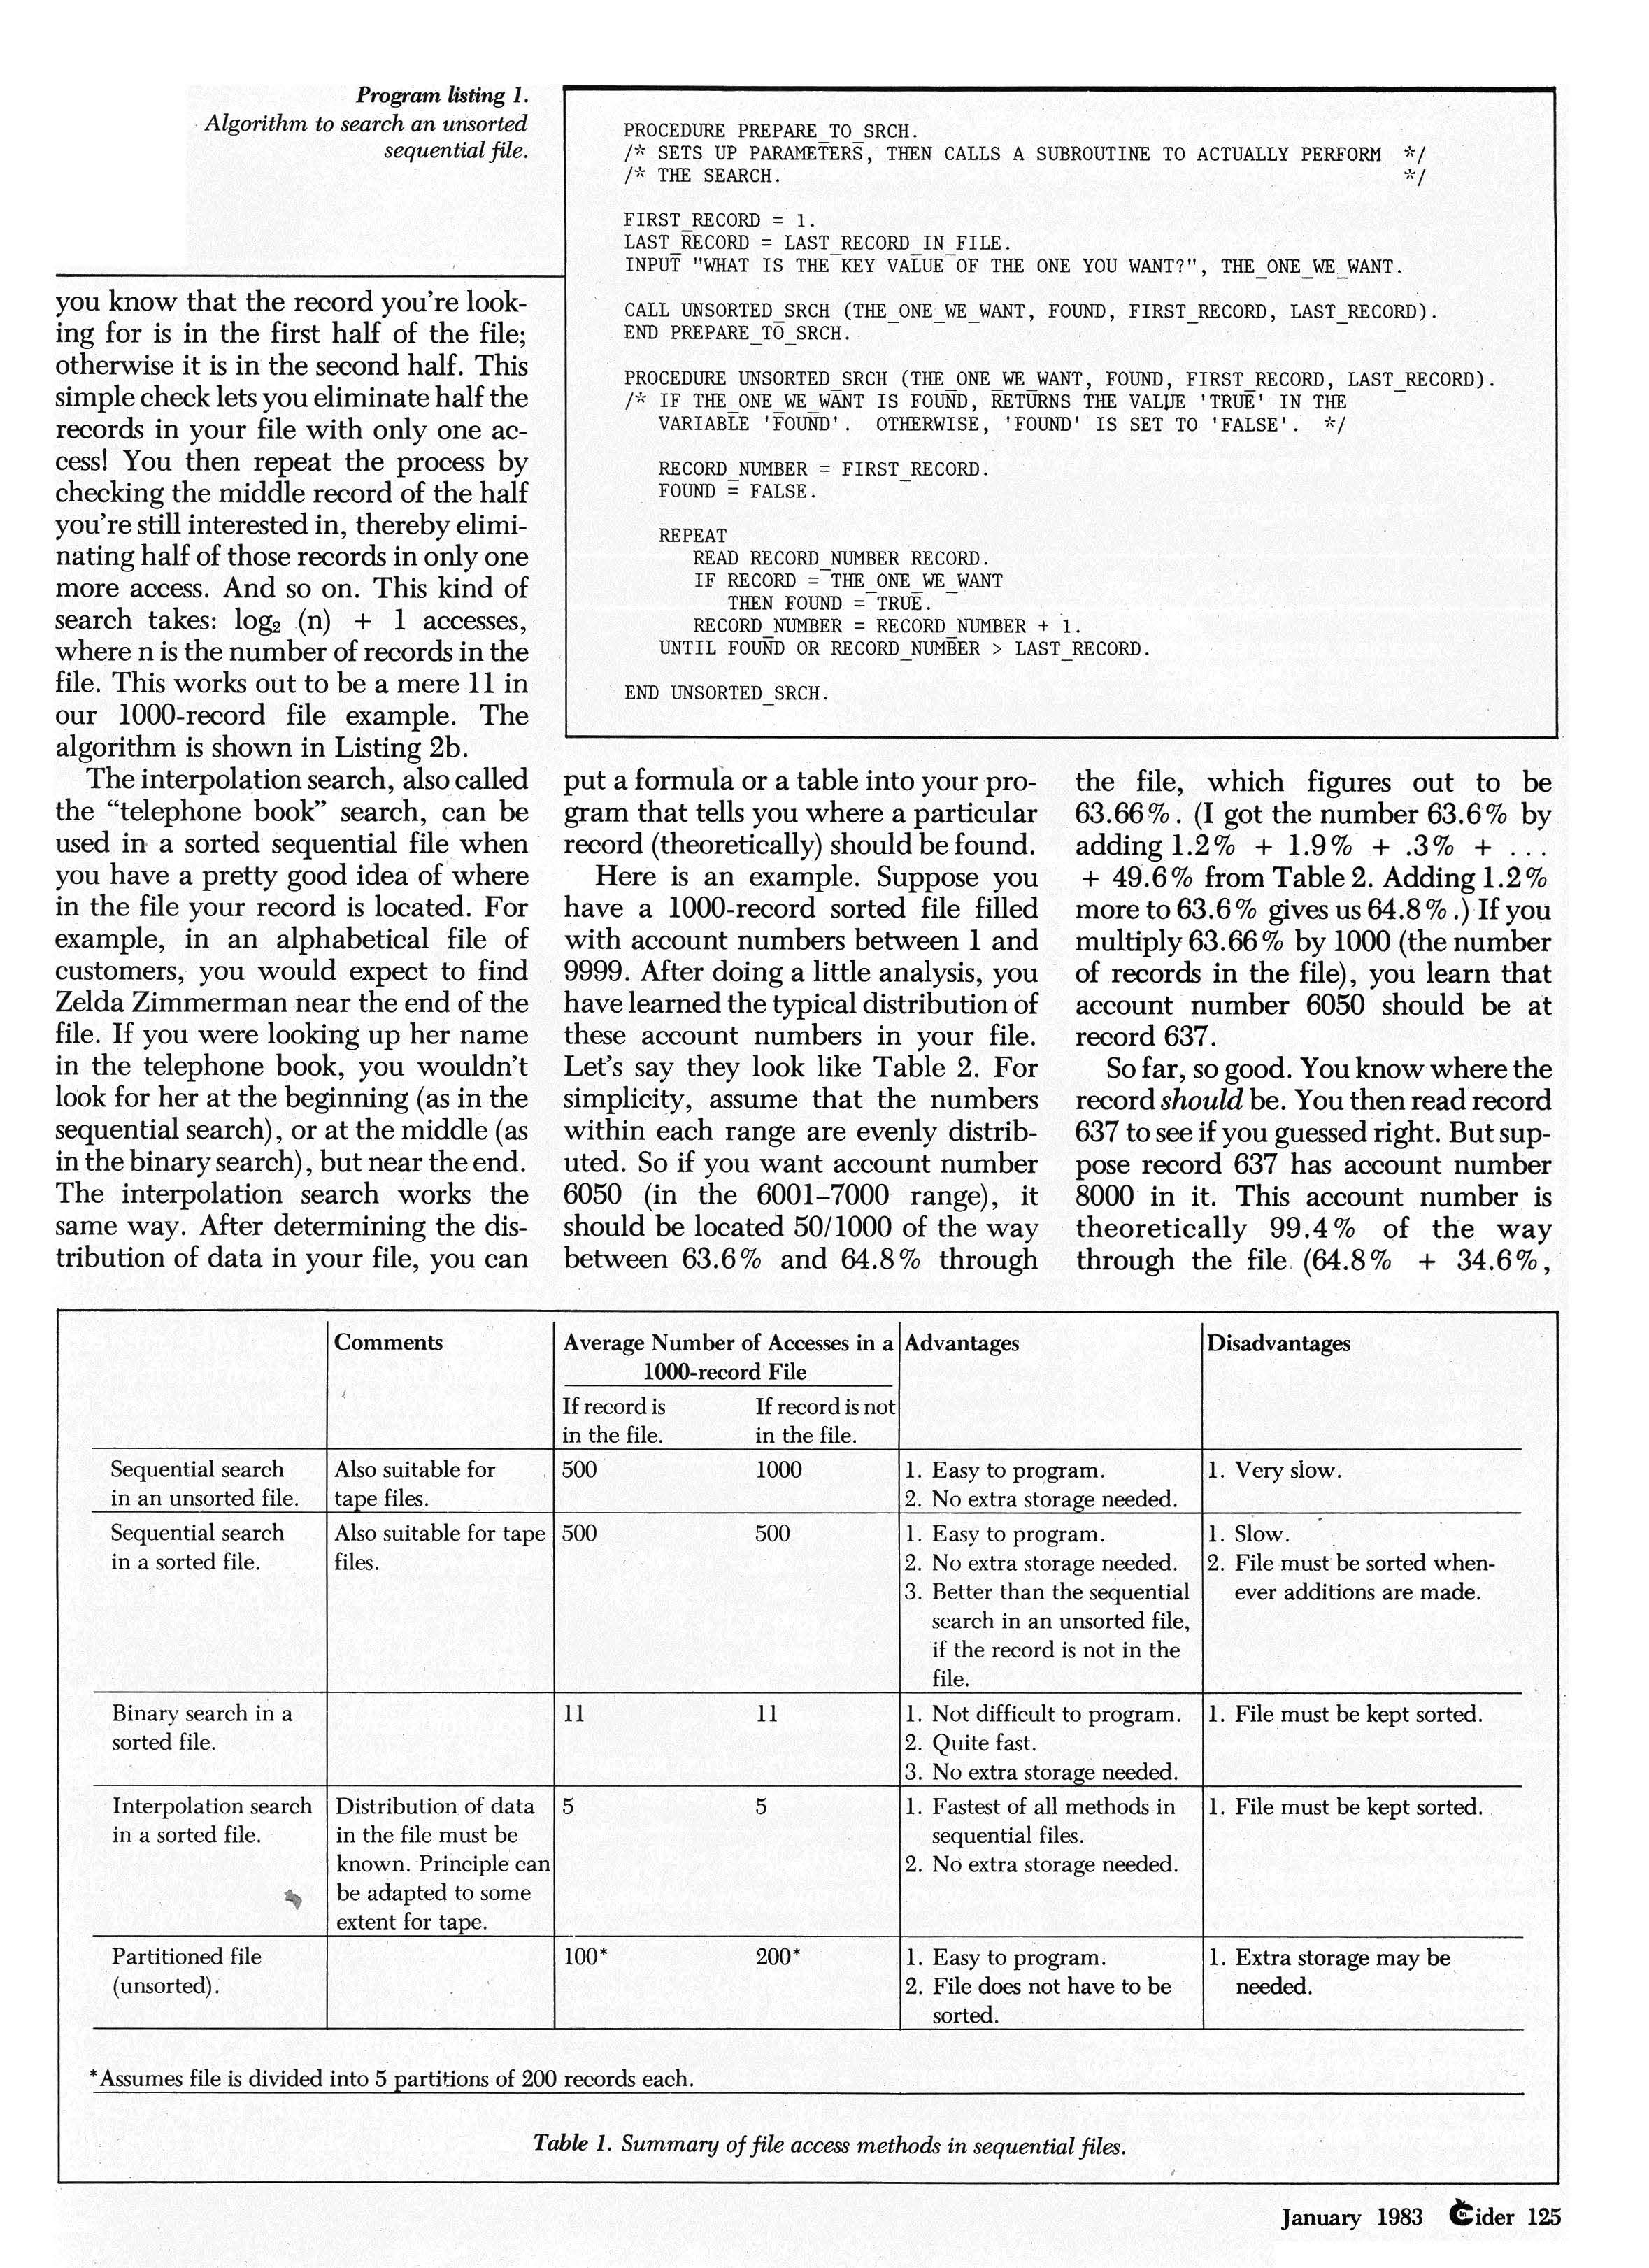 Program listing 1.
Algorithm to search an unsorted
sequential file.
PROCEDURE PREPARE_TO_SRCH.
/* SETS UP PARAMETERS, THEN CALLS A SUBROUTINE TO ACTUALLY PERFORM */
/* THE SEARCH. */
FIRST_RECORD = 1.
LAST_RECORD = LAST_RECORD_IN_FILE.
INPUT "WHAT IS THE KEY VALUE OF THE ONE YOU WANT?", THE_ONE_WE_WANT.
CALL UNSORTED_SRCH (THE_ONE_WE_WANT, FOUND, FIRST_RECORD, LAST_RECORD).
END PREPARE_TO_SRCH.
PROCEDURE UNSORTED_SRCH (THE_ONE_WE_WANT, FOUND, FIRST_RECORD, LAST_RECORD).
/* IF THE_ONE_WE_WANT IS FOUND, RETURNS THE VALUE 'TRUE' IN THE
VARIABLE 'FOUND'. OTHERWISE, 'FOUND' IS SET TO 'FALSE'. */
RECORD_NUMBER = FIRST_RECORD.
FOUND = FALSE.
REPEAT
READ RECORD_NUMBER RECORD.
IF RECORD = THE_ONE_WE_WANT
THEN FOUND = TRUE.
RECORD_NUMBER = RECORD_NUMBER + 1.
UNTIL FOUND OR RECORD_NUMBER > LAST_RECORD.
END UNSORTED_SRCH.
you know that the record you're look-
ing for is in the first half of the file;
otherwise it is in the second half. This
simple check lets you eliminate half the
records in your file with only one ac-
cess! You then repeat the process by
checking the middle record of the half
you're still interested in, thereby elimi-
nating half of those records in only one
more access. And so on. This kind of
search takes: log₂ (n) + 1 accesses,
where n is the number of records in the
file. This works out to be a mere 11 in
our 1000-record file example. The
algorithm is shown in Listing 2b.
The interpolation search, also called
the "telephone book" search, can be
used in a sorted sequential file when
you have a pretty good idea of where
in the file your record is located. For
example, in an alphabetical file of
customers, you would expect to find
Zelda Zimmerman near the end of the
file. If you were looking up her name
in the telephone book, you wouldn't
look for her at the beginning (as in the
sequential search), or at the middle (as
in the binary search), but near the end.
The interpolation search works the
same way. After determining the dis-
tribution of data in your file, you can
put a formula or a table into your pro-
gram that tells you where a particular
record (theoretically) should be found.
Here is an example. Suppose you
have a 1000-record sorted file filled
with account numbers between 1 and
9999. After doing a little analysis, you
have learned the typical distribution of
these account numbers in your file.
Let's say they look like Table 2. For
simplicity, assume that the numbers
within each range are evenly distrib-
uted. So if you want account number
6050 (in the 6001–7000 range), it
should be located 50/1000 of the way
between 63.6% and 64.8% through
the file, which figures out to be
63.66%. (I got the number 63.6% by
adding 1.2% + 1.9% + .3% + ...
+ 49.6% from Table 2. Adding 1.2%
more to 63.6% gives us 64.8%.) If you
multiply 63.66% by 1000 (the number
of records in the file), you learn that
account number 6050 should be at
record 637.
So far, so good. You know where the
record should be. You then read record
637 to see if you guessed right. But sup-
pose record 637 has account number
8000 in it. This account number is
theoretically 99.4% of the way
through the file (64.8% + 34.6%,
Comments
Average Number of Accesses in a
1000-record File
Advantages
Disadvantages
If record is
in the file.
If record is not
in the file.
Sequential search
in an unsorted file.
Also suitable for
tape files.
500
1000
1. Easy to program.
2. No extra storage needed.
1. Very slow.
Sequential search
in a sorted file.
Also suitable for tape
files.
500
500
1. Easy to program.
2. No extra storage needed.
3. Better than the sequential
search in an unsorted file,
if the record is not in the
file.
1. Slow.
2. File must be sorted when-
ever additions are made.
Binary search in a
sorted file.
11
11
1. Not difficult to program.
2. Quite fast.
3. No extra storage needed.
1. File must be kept sorted.
Interpolation search
in a sorted file.
Distribution of data
in the file must be
known. Principle can
be adapted to some
extent for tape.
5
5
1. Fastest of all methods in
sequential files.
2. No extra storage needed.
1. File must be kept sorted.
Partitioned file
(unsorted).
100*
200*
1. Easy to program.
2. File does not have to be
sorted.
1. Extra storage may be
needed.
*Assumes file is divided into 5 partitions of 200 records each.
Table 1. Summary of file access methods in sequential files.
January 1983 inCider 125